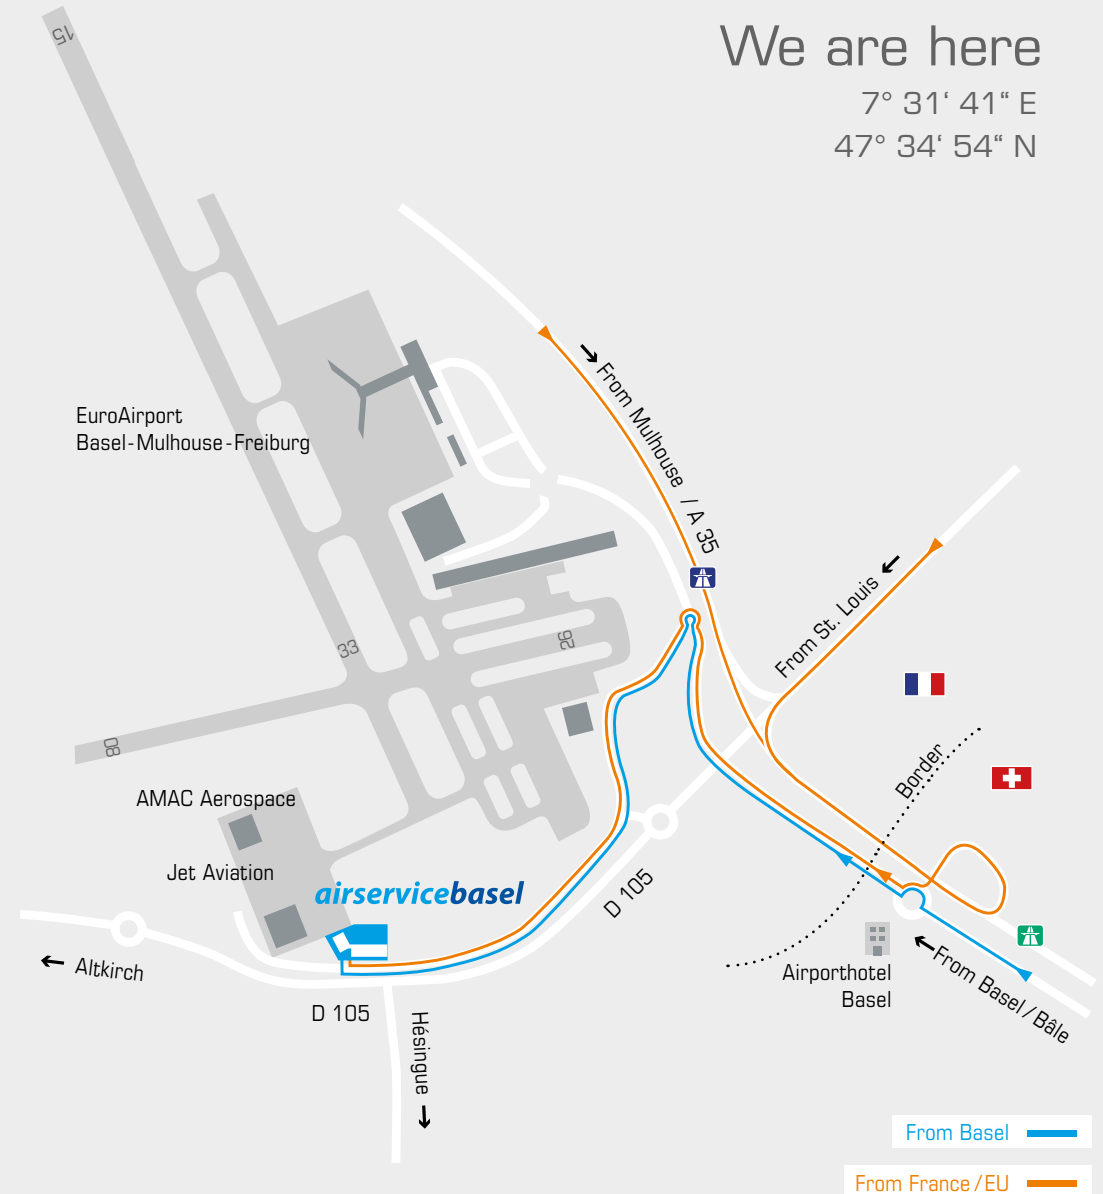 We are here
7° 31‘ 41“ E
47° 34‘ 54“ N
15
EuroAirport
Basel-Mulhouse-Freiburg
From Mulhouse / A 35
From St. Louis
33
26
08
Border
AMAC Aerospace
Jet Aviation
airservicebasel
D 105
Altkirch
Airporthotel
Basel
From Basel/Bâle
D 105
Hésingue
From Basel
From France/EU